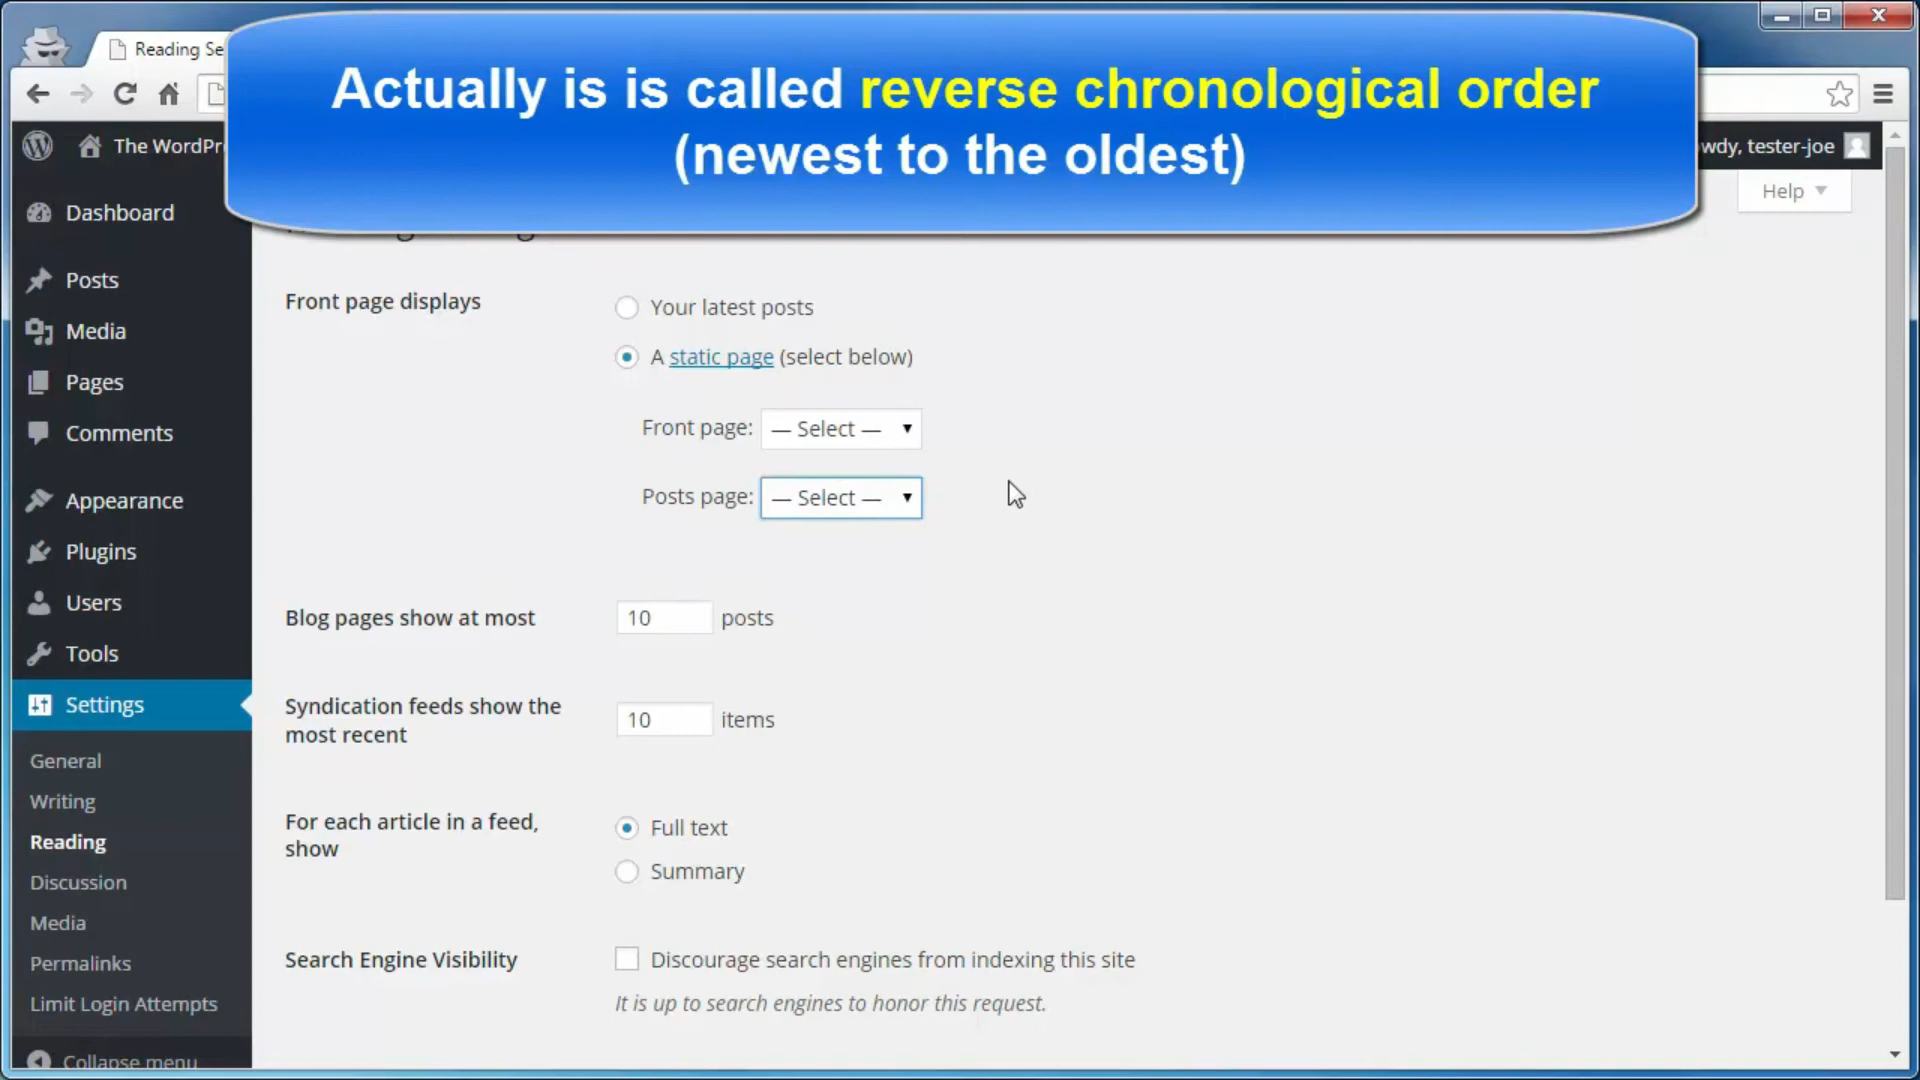 Reading Se
Actually is is called reverse chronological order
(newest to the oldest)
The WordPr
wdy, tester-joe
Help
Dashboard
Posts
Media
Pages
Comments
Appearance
Plugins
Users
Tools
Settings
General
Writing
Reading
Discussion
Media
Permalinks
Limit Login Attempts
Collapse menu
Front page displays
Your latest posts
A static page (select below)
Front page: — Select —
Posts page: — Select —
Blog pages show at most 10 posts
Syndication feeds show the
most recent
10 items
For each article in a feed,
show
Full text
Summary
Search Engine Visibility
Discourage search engines from indexing this site
It is up to search engines to honor this request.